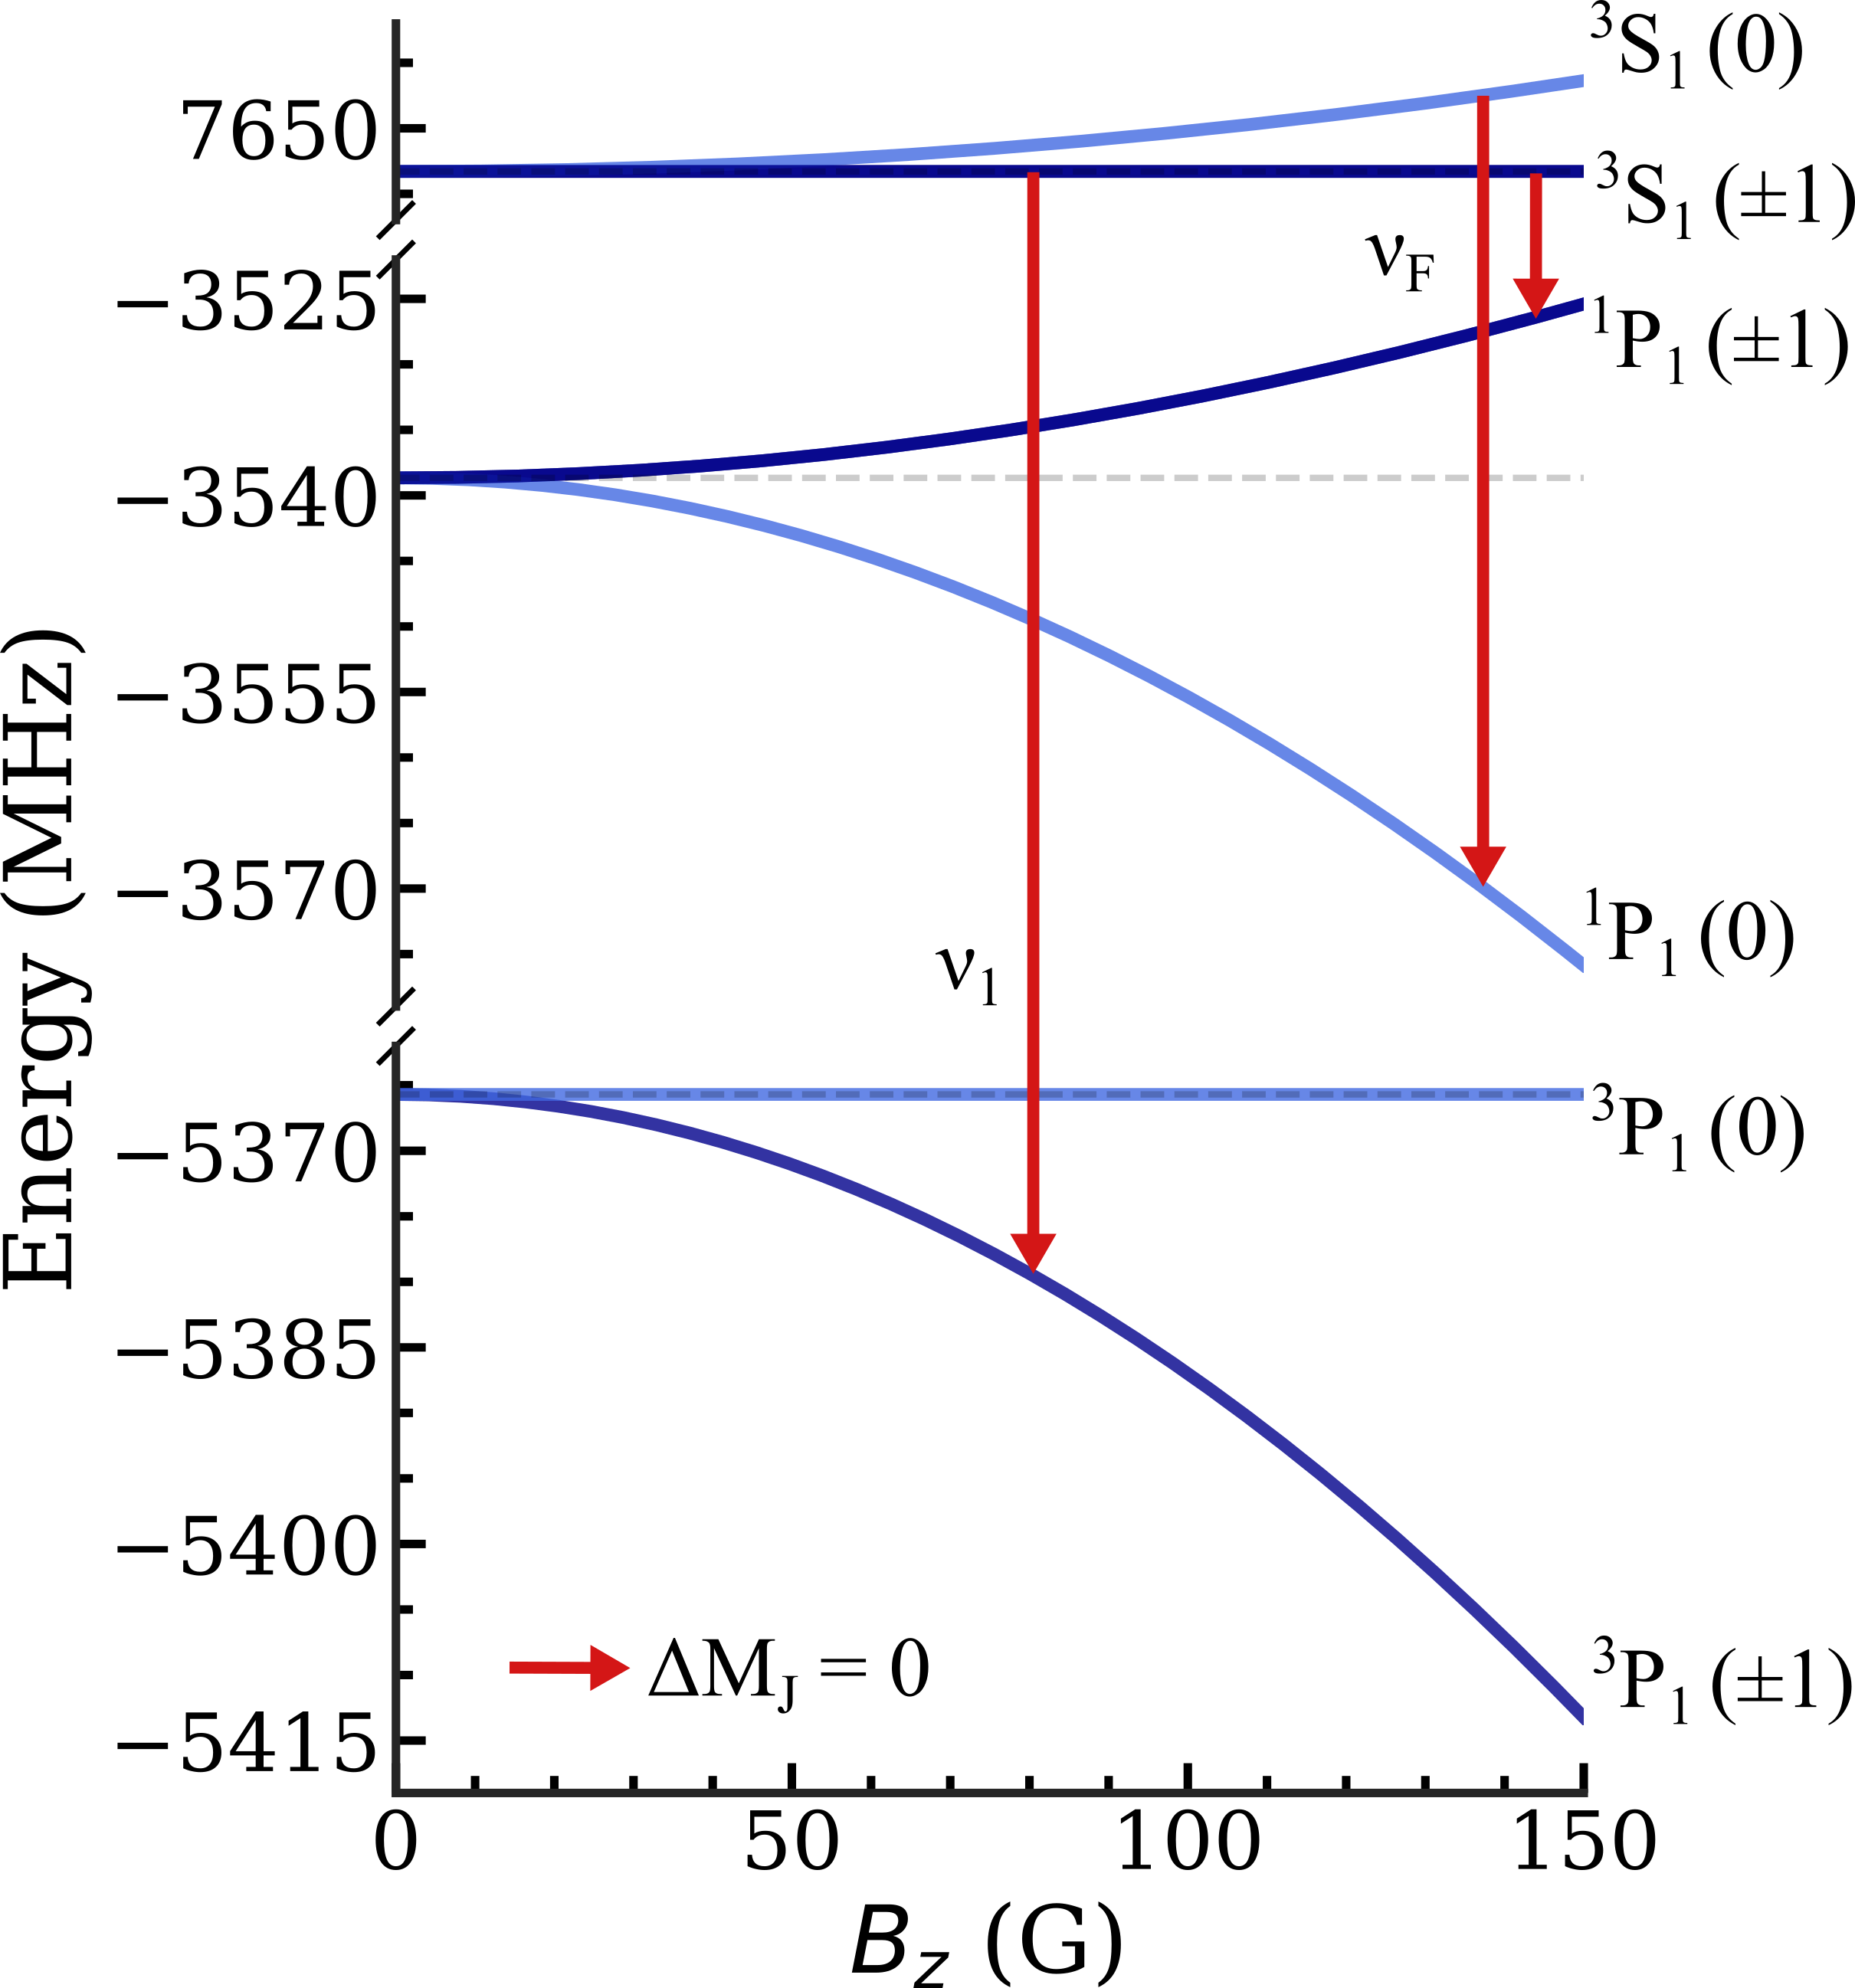 ³S₁ (0)
7650
³S₁ (±1)
ν_F
−3525
¹P₁ (±1)
−3540
−3555
Energy (MHz)
−3570
¹P₁ (0)
ν₁
³P₁ (0)
−5370
−5385
−5400
ΔM_J = 0
³P₁ (±1)
−5415
0 50 100 150
B_z (G)